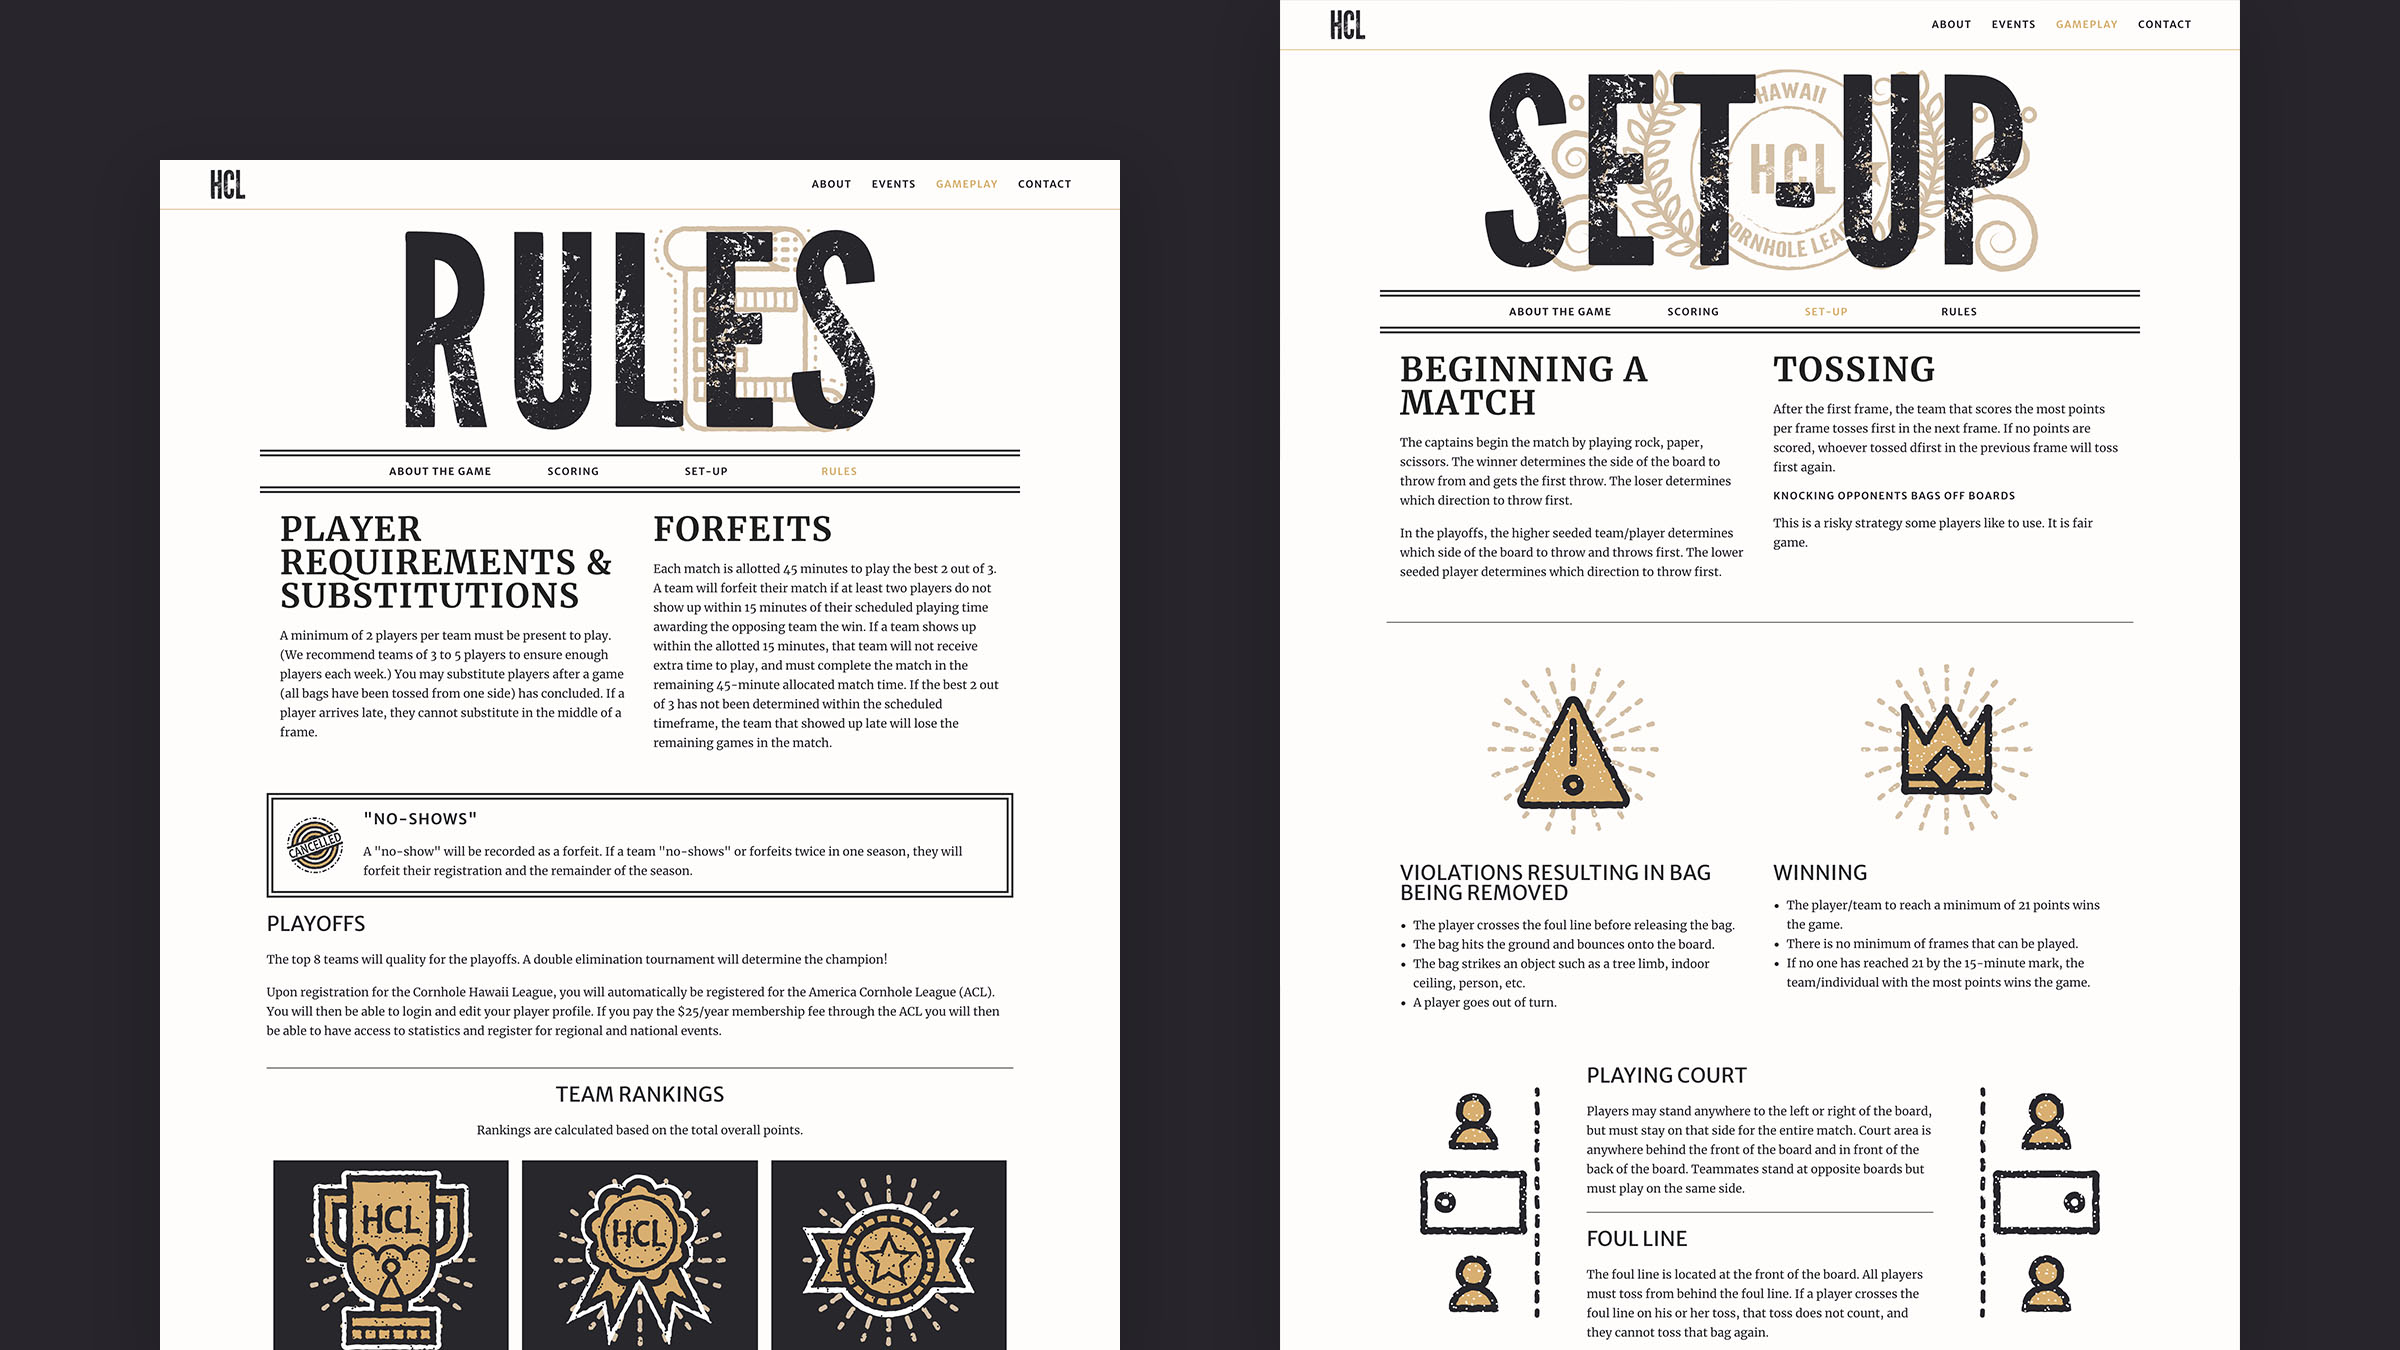 HCL
ABOUT EVENTS GAMEPLAY CONTACT
RULES
ABOUT THE GAME SCORING SET-UP RULES
PLAYER
REQUIREMENTS &
SUBSTITUTIONS
A minimum of 2 players per team must be present to play.
(We recommend teams of 3 to 5 players to ensure enough
players each week.) You may substitute players after a game
(all bags have been tossed from one side) has concluded. If a
player arrives late, they cannot substitute in the middle of a
frame.
FORFEITS
Each match is allotted 45 minutes to play the best 2 out of 3.
A team will forfeit their match if at least two players do not
show up within 15 minutes of their scheduled playing time
awarding the opposing team the win. If a team shows up
within the allotted 15 minutes, that team will not receive
extra time to play, and must complete the match in the
remaining 45-minute allocated match time. If the best 2 out
of 3 has not been determined within the scheduled
timeframe, the team that showed up late will lose the
remaining games in the match.
CANCELLED
"NO-SHOWS"
A "no-show" will be recorded as a forfeit. If a team "no-shows" or forfeits twice in one season, they will
forfeit their registration and the remainder of the season.
PLAYOFFS
The top 8 teams will quality for the playoffs. A double elimination tournament will determine the champion!
Upon registration for the Cornhole Hawaii League, you will automatically be registered for the America Cornhole League (ACL).
You will then be able to login and edit your player profile. If you pay the $25/year membership fee through the ACL you will then
be able to have access to statistics and register for regional and national events.
TEAM RANKINGS
Rankings are calculated based on the total overall points.
HCL
HCL
HCL
ABOUT EVENTS GAMEPLAY CONTACT
SET-UP
HAWAII
HCL
CORNHOLE LEA
ABOUT THE GAME SCORING SET-UP RULES
BEGINNING A
MATCH
The captains begin the match by playing rock, paper,
scissors. The winner determines the side of the board to
throw from and gets the first throw. The loser determines
which direction to throw first.
In the playoffs, the higher seeded team/player determines
which side of the board to throw and throws first. The lower
seeded player determines which direction to throw first.
TOSSING
After the first frame, the team that scores the most points
per frame tosses first in the next frame. If no points are
scored, whoever tossed dfirst in the previous frame will toss
first again.
KNOCKING OPPONENTS BAGS OFF BOARDS
This is a risky strategy some players like to use. It is fair
game.
VIOLATIONS RESULTING IN BAG
BEING REMOVED
• The player crosses the foul line before releasing the bag.
• The bag hits the ground and bounces onto the board.
• The bag strikes an object such as a tree limb, indoor
ceiling, person, etc.
• A player goes out of turn.
WINNING
• The player/team to reach a minimum of 21 points wins
the game.
• There is no minimum of frames that can be played.
• If no one has reached 21 by the 15-minute mark, the
team/individual with the most points wins the game.
PLAYING COURT
Players may stand anywhere to the left or right of the board,
but must stay on that side for the entire match. Court area is
anywhere behind the front of the board and in front of the
back of the board. Teammates stand at opposite boards but
must play on the same side.
FOUL LINE
The foul line is located at the front of the board. All players
must toss from behind the foul line. If a player crosses the
foul line on his or her toss, that toss does not count, and
they cannot toss that bag again.